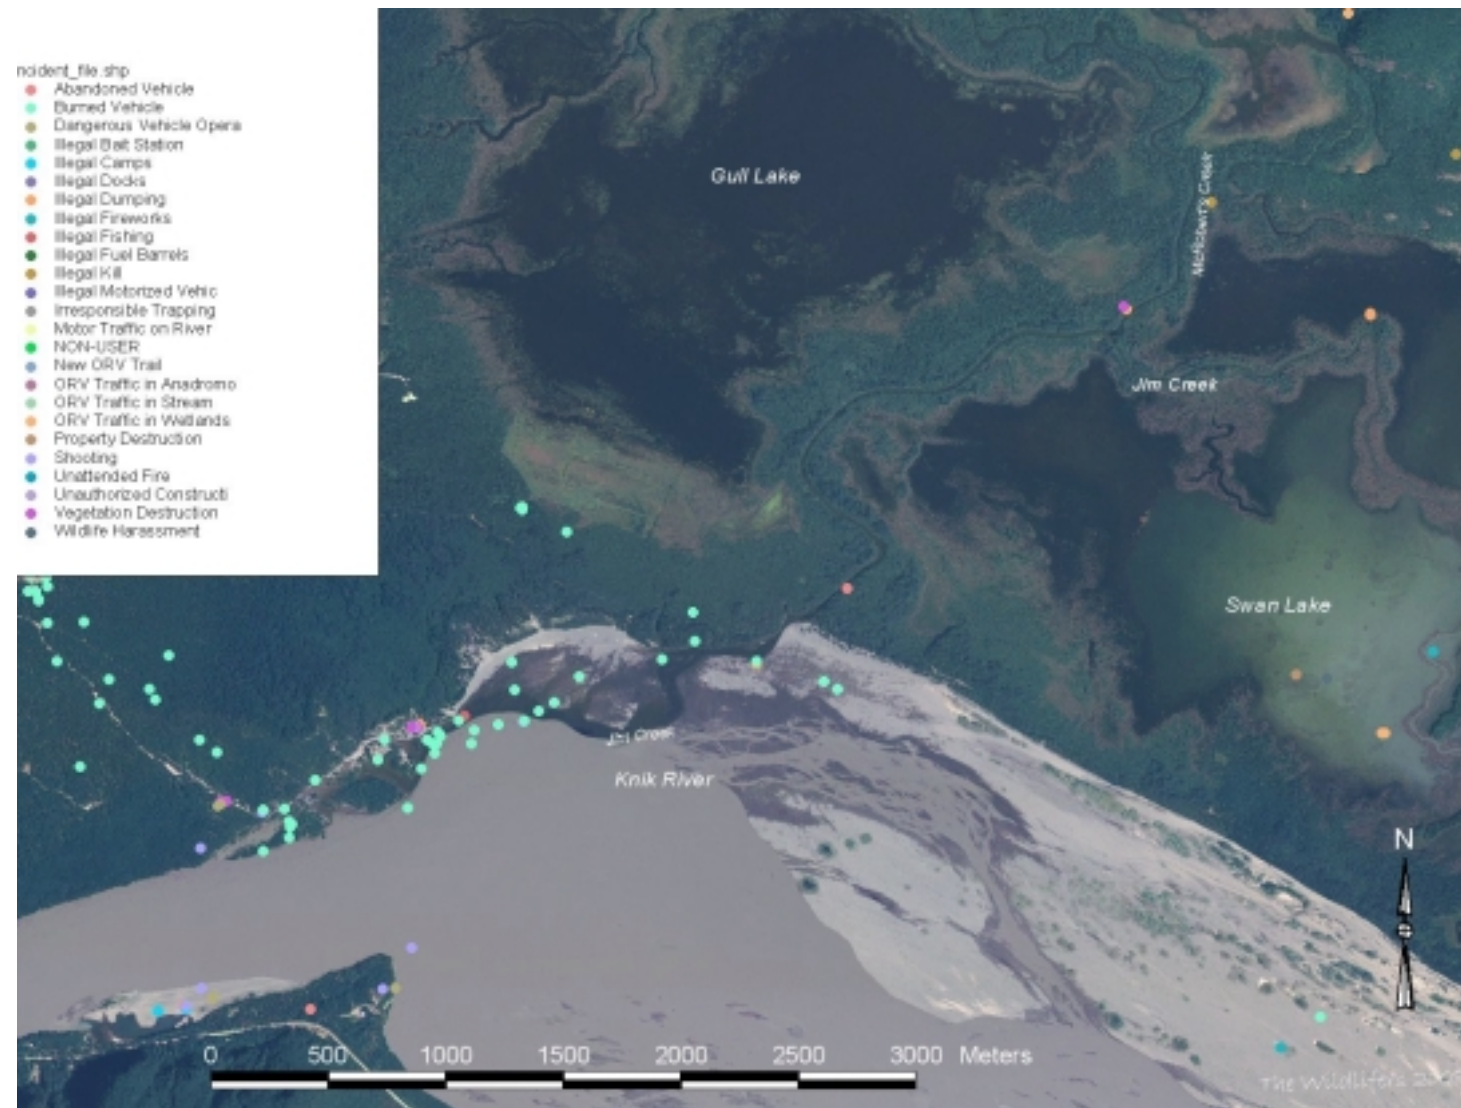 ncident_file.shp
Abandoned Vehicle
Burned Vehicle
Dangerous Vehicle Opera
Illegal Bait Station
Illegal Camps
Illegal Docks
Illegal Dumping
Illegal Fireworks
Illegal Fishing
Illegal Fuel Barrels
Illegal Kill
Illegal Motorized Vehic
Irresponsible Trapping
Motor Traffic on River
NON-USER
New ORV Trail
ORV Traffic in Anadromo
ORV Traffic in Stream
ORV Traffic in Wetlands
Property Destruction
Shooting
Unattended Fire
Unauthorized Constructi
Vegetation Destruction
Wildlife Harassment
Gull Lake
McRoberts Creek
Jim Creek
Swan Lake
Jim Creek
Knik River
N
0 500 1000 1500 2000 2500 3000 Meters
The Wildlifers